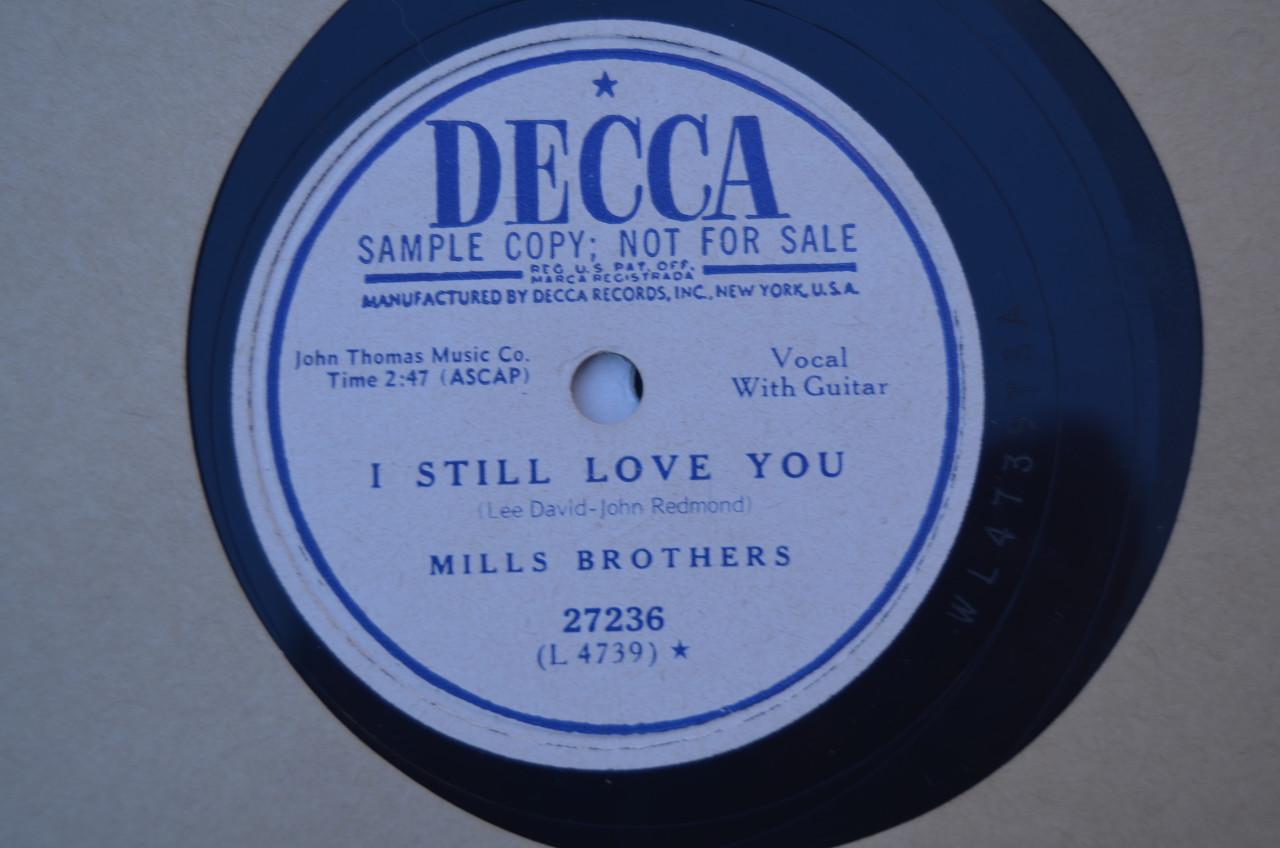 ★
DECCA
SAMPLE COPY; NOT FOR SALE
REG. U.S. PAT. OFF.
MARCA REGISTRADA
MANUFACTURED BY DECCA RECORDS, INC., NEW YORK, U.S.A.
John Thomas Music Co.
Time 2:47 (ASCAP)
Vocal
With Guitar
I STILL LOVE YOU
(Lee David-John Redmond)
MILLS BROTHERS
27236
(L 4739) ★
WL4739